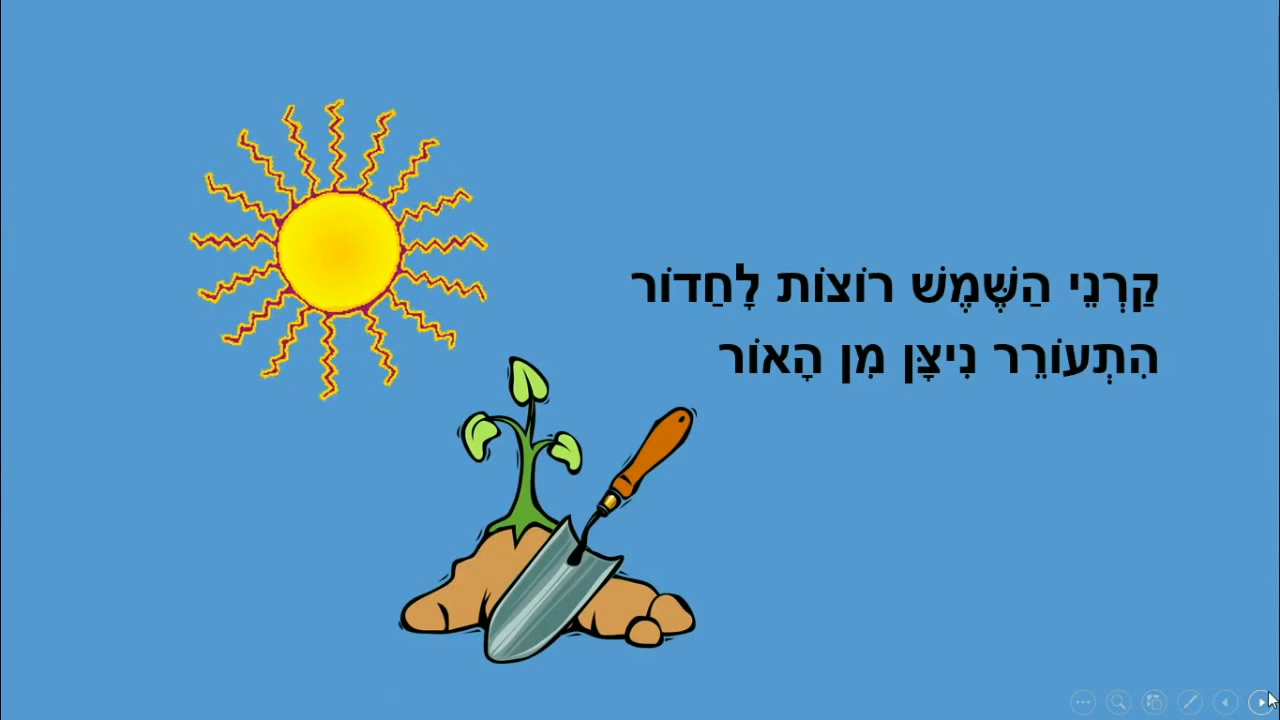 קַרְנֵי הַשֶּׁמֶשׁ רוֹצוֹת לָחַדוֹר
הִתְעוֹרֵר נִיצָּן מִן הָאוֹר